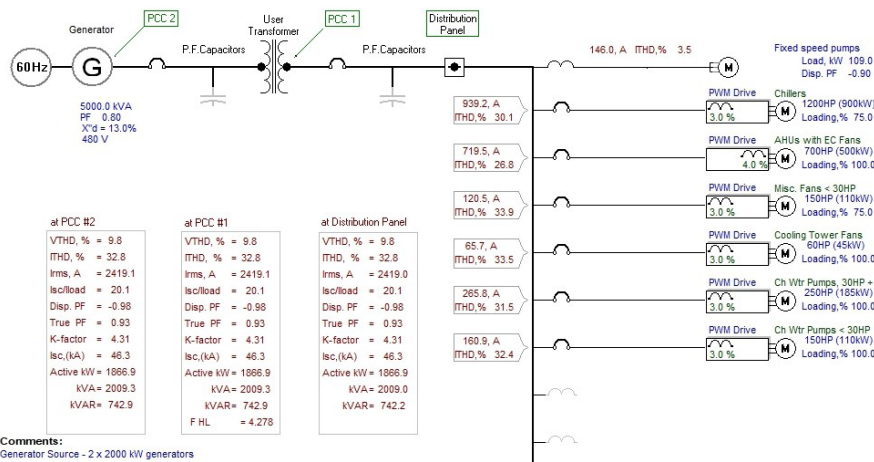 PCC 2
Generator
User
Transformer
PCC 1
Distribution
Panel
P.F.Capacitors
P.F.Capacitors
60Hz
G
5000.0 kVA
PF 0.80
X"d = 13.0%
480 V
146.0, A ITHD,% 3.5
M
Fixed speed pumps
Load, kW 109.0
Disp. PF -0.90
939.2, A
ITHD,% 30.1
PWM Drive
3.0 %
M
Chillers
1200HP (900kW)
Loading,% 75.0
719.5, A
ITHD,% 26.8
PWM Drive
4.0 %
M
AHUs with EC Fans
700HP (500kW)
Loading,% 100.0
120.5, A
ITHD,% 33.9
PWM Drive
3.0 %
M
Misc. Fans < 30HP
150HP (110kW)
Loading,% 75.0
65.7, A
ITHD,% 33.5
PWM Drive
3.0 %
M
Cooling Tower Fans
60HP (45kW)
Loading,% 100.0
265.8, A
ITHD,% 31.5
PWM Drive
3.0 %
M
Ch Wtr Pumps, 30HP +
250HP (185kW)
Loading,% 100.0
160.9, A
ITHD,% 32.4
PWM Drive
3.0 %
M
Ch Wtr Pumps < 30HP
150HP (110kW)
Loading,% 100.0
at PCC #2
VTHD, % = 9.8
ITHD, % = 32.8
Irms, A = 2419.1
Isc/Iload = 20.1
Disp. PF = -0.98
True PF = 0.93
K-factor = 4.31
Isc,(kA) = 46.3
Active kW = 1866.9
kVA = 2009.3
kVAR= 742.9
at PCC #1
VTHD, % = 9.8
ITHD, % = 32.8
Irms, A = 2419.1
Isc/Iload = 20.1
Disp. PF = -0.98
True PF = 0.93
K-factor = 4.31
Isc,(kA) = 46.3
Active kW = 1866.9
kVA = 2009.3
kVAR= 742.9
F HL = 4.278
at Distribution Panel
VTHD, % = 9.8
ITHD, % = 32.8
Irms, A = 2419.0
Isc/Iload = 20.1
Disp. PF = -0.98
True PF = 0.93
K-factor = 4.31
Isc,(kA) = 46.3
Active kW = 1866.9
kVA = 2009.0
kVAR= 742.2
Comments:
Generator Source - 2 x 2000 kW generators